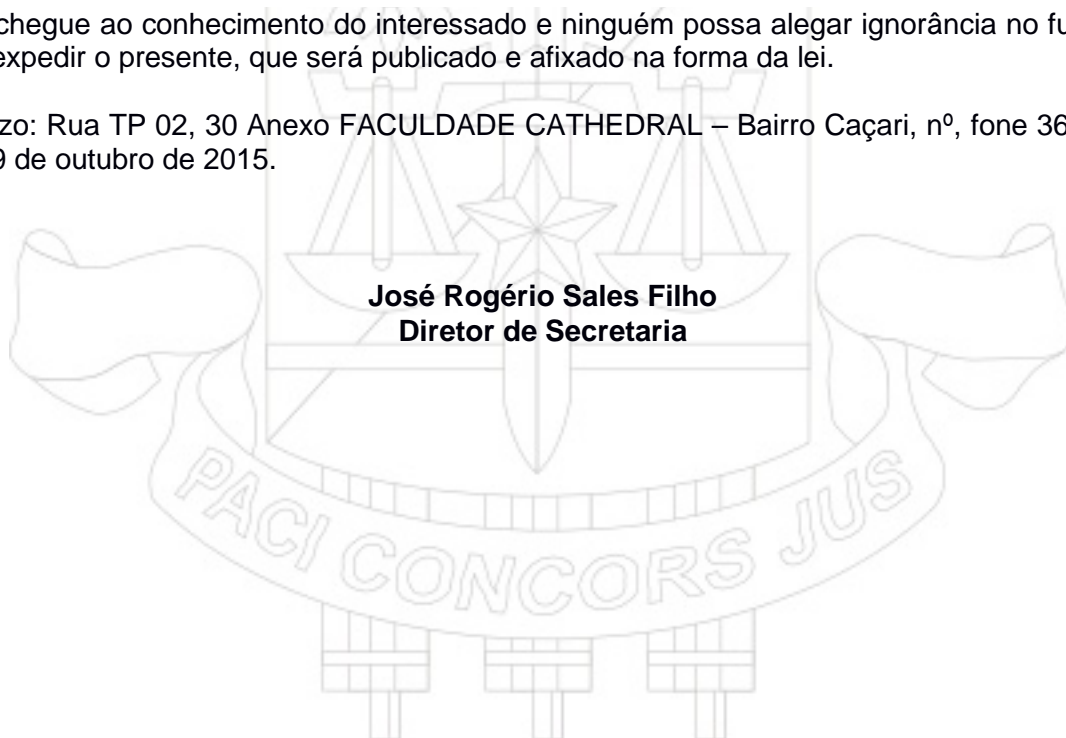 chegue ao conhecimento do interessado e ninguém possa alegar ignorância no fu
expedir o presente, que será publicado e afixado na forma da lei.
zo: Rua TP 02, 30 Anexo FACULDADE CATHEDRAL – Bairro Caçari, nº, fone 36
9 de outubro de 2015.
José Rogério Sales Filho
Diretor de Secretaria
PACI CONCORS JUS